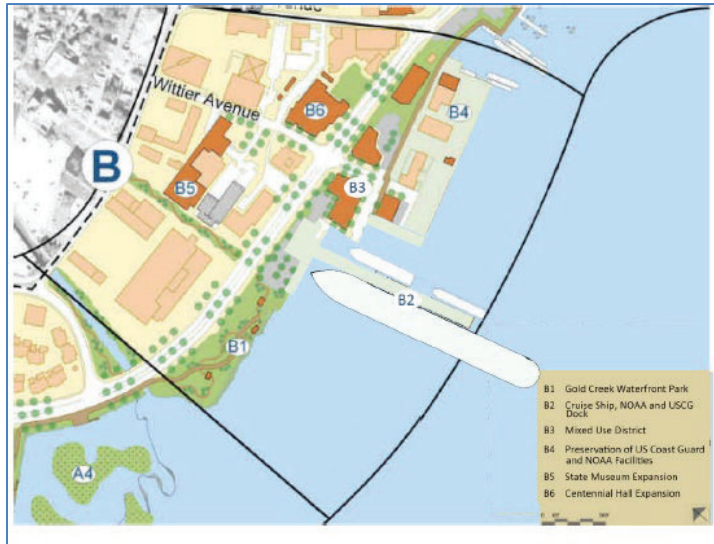 Wittier Avenue
B6
B4
B
B5
B3
B2
B1
A4
B1 Gold Creek Waterfront Park
B2 Cruise Ship, NOAA and USCG
Dock
B3 Mixed Use District
B4 Preservation of US Coast Guard
and NOAA Facilities
B5 State Museum Expansion
B6 Centennial Hall Expansion